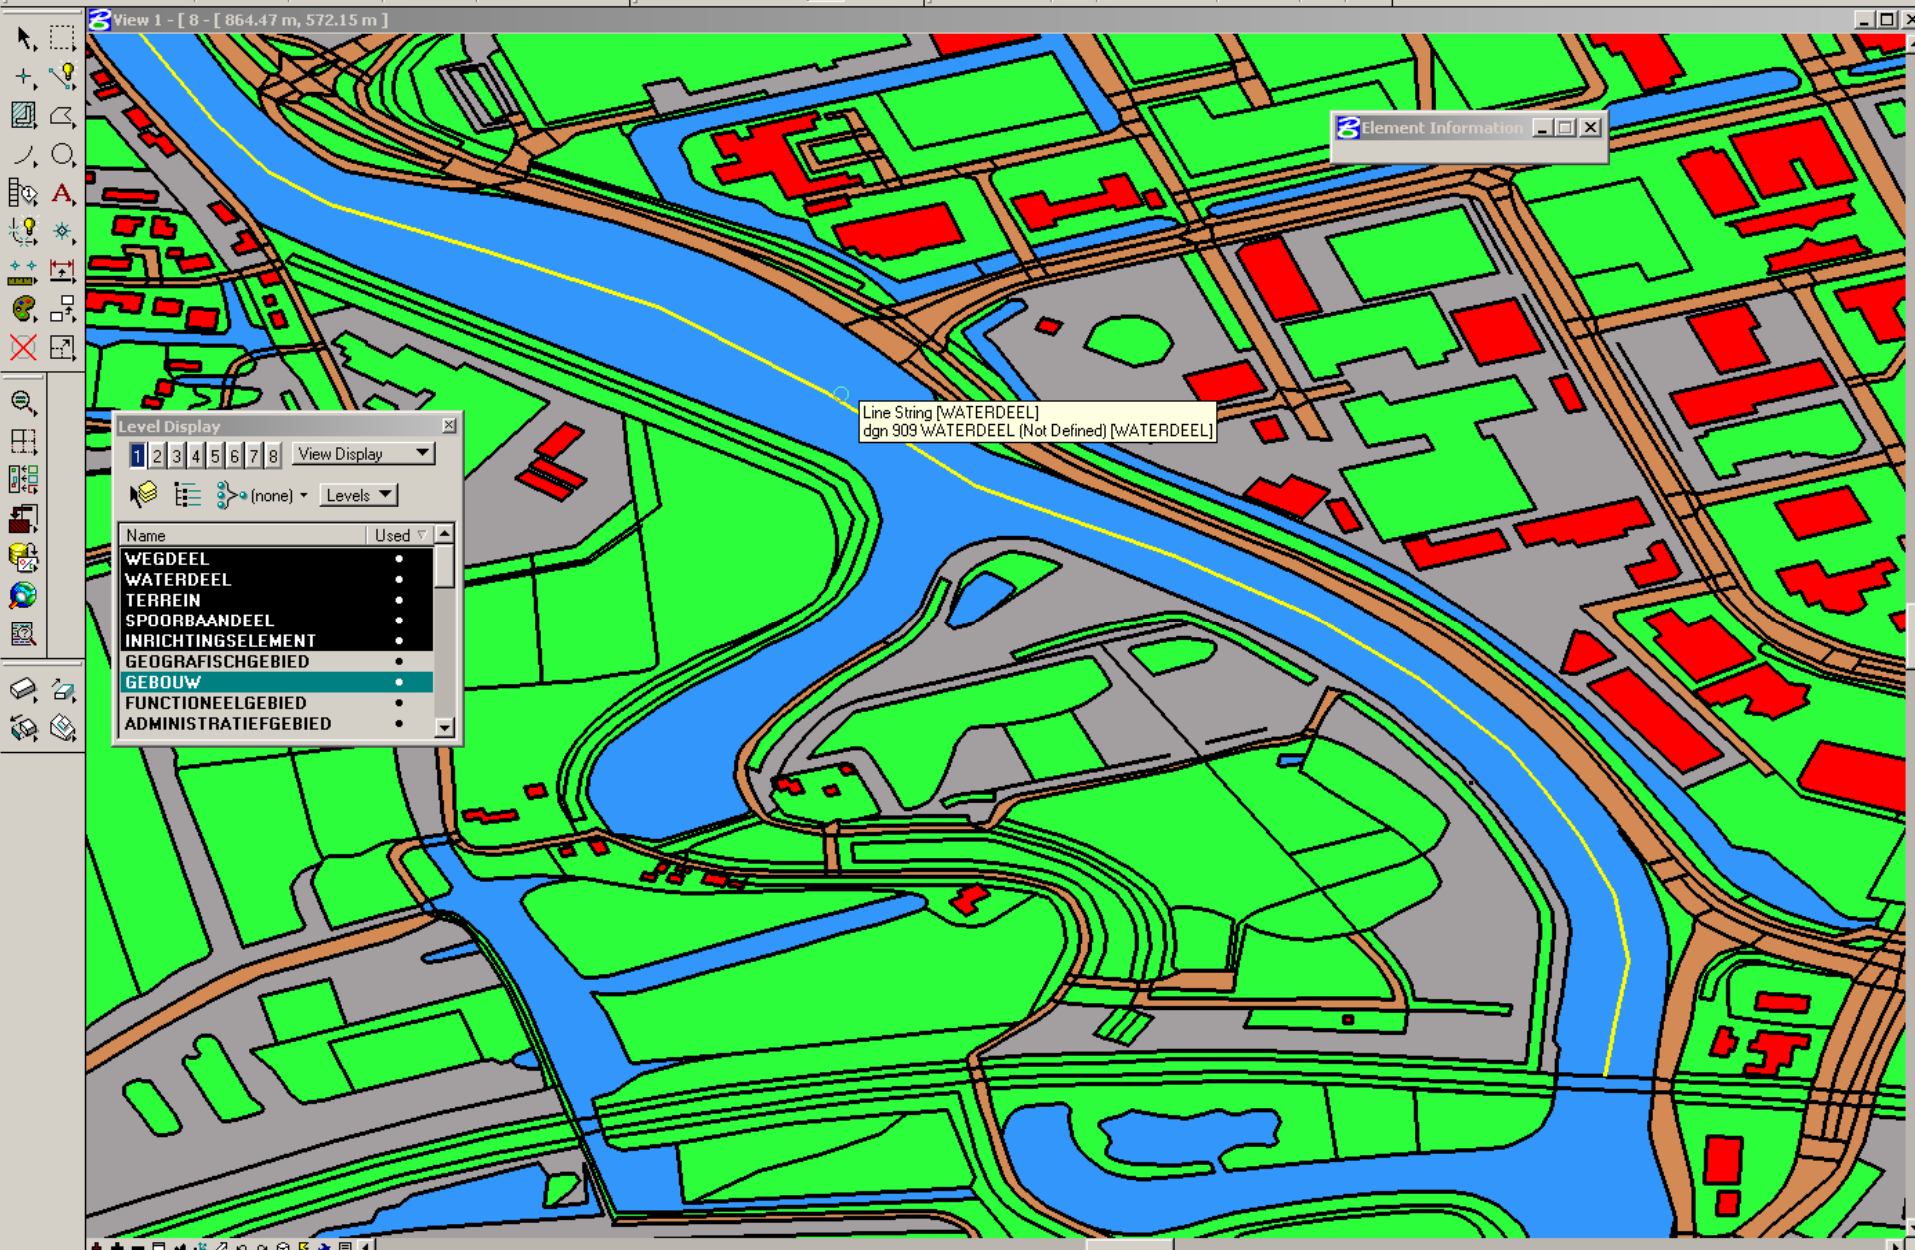 View 1 - [ 8 - [ 864.47 m, 572.15 m ]
Element Information
Line String [WATERDEEL]
dgn 909 WATERDEEL (Not Defined) [WATERDEEL]
Level Display
1 2 3 4 5 6 7 8 View Display
(none) Levels
Name Used
WEGDEEL
WATERDEEL
TERREIN
SPOORBAANDEEL
INRICHTINGSELEMENT
GEOGRAFISCHGEBIED
GEBOUW
FUNCTIONEELGEBIED
ADMINISTRATIEFGEBIED